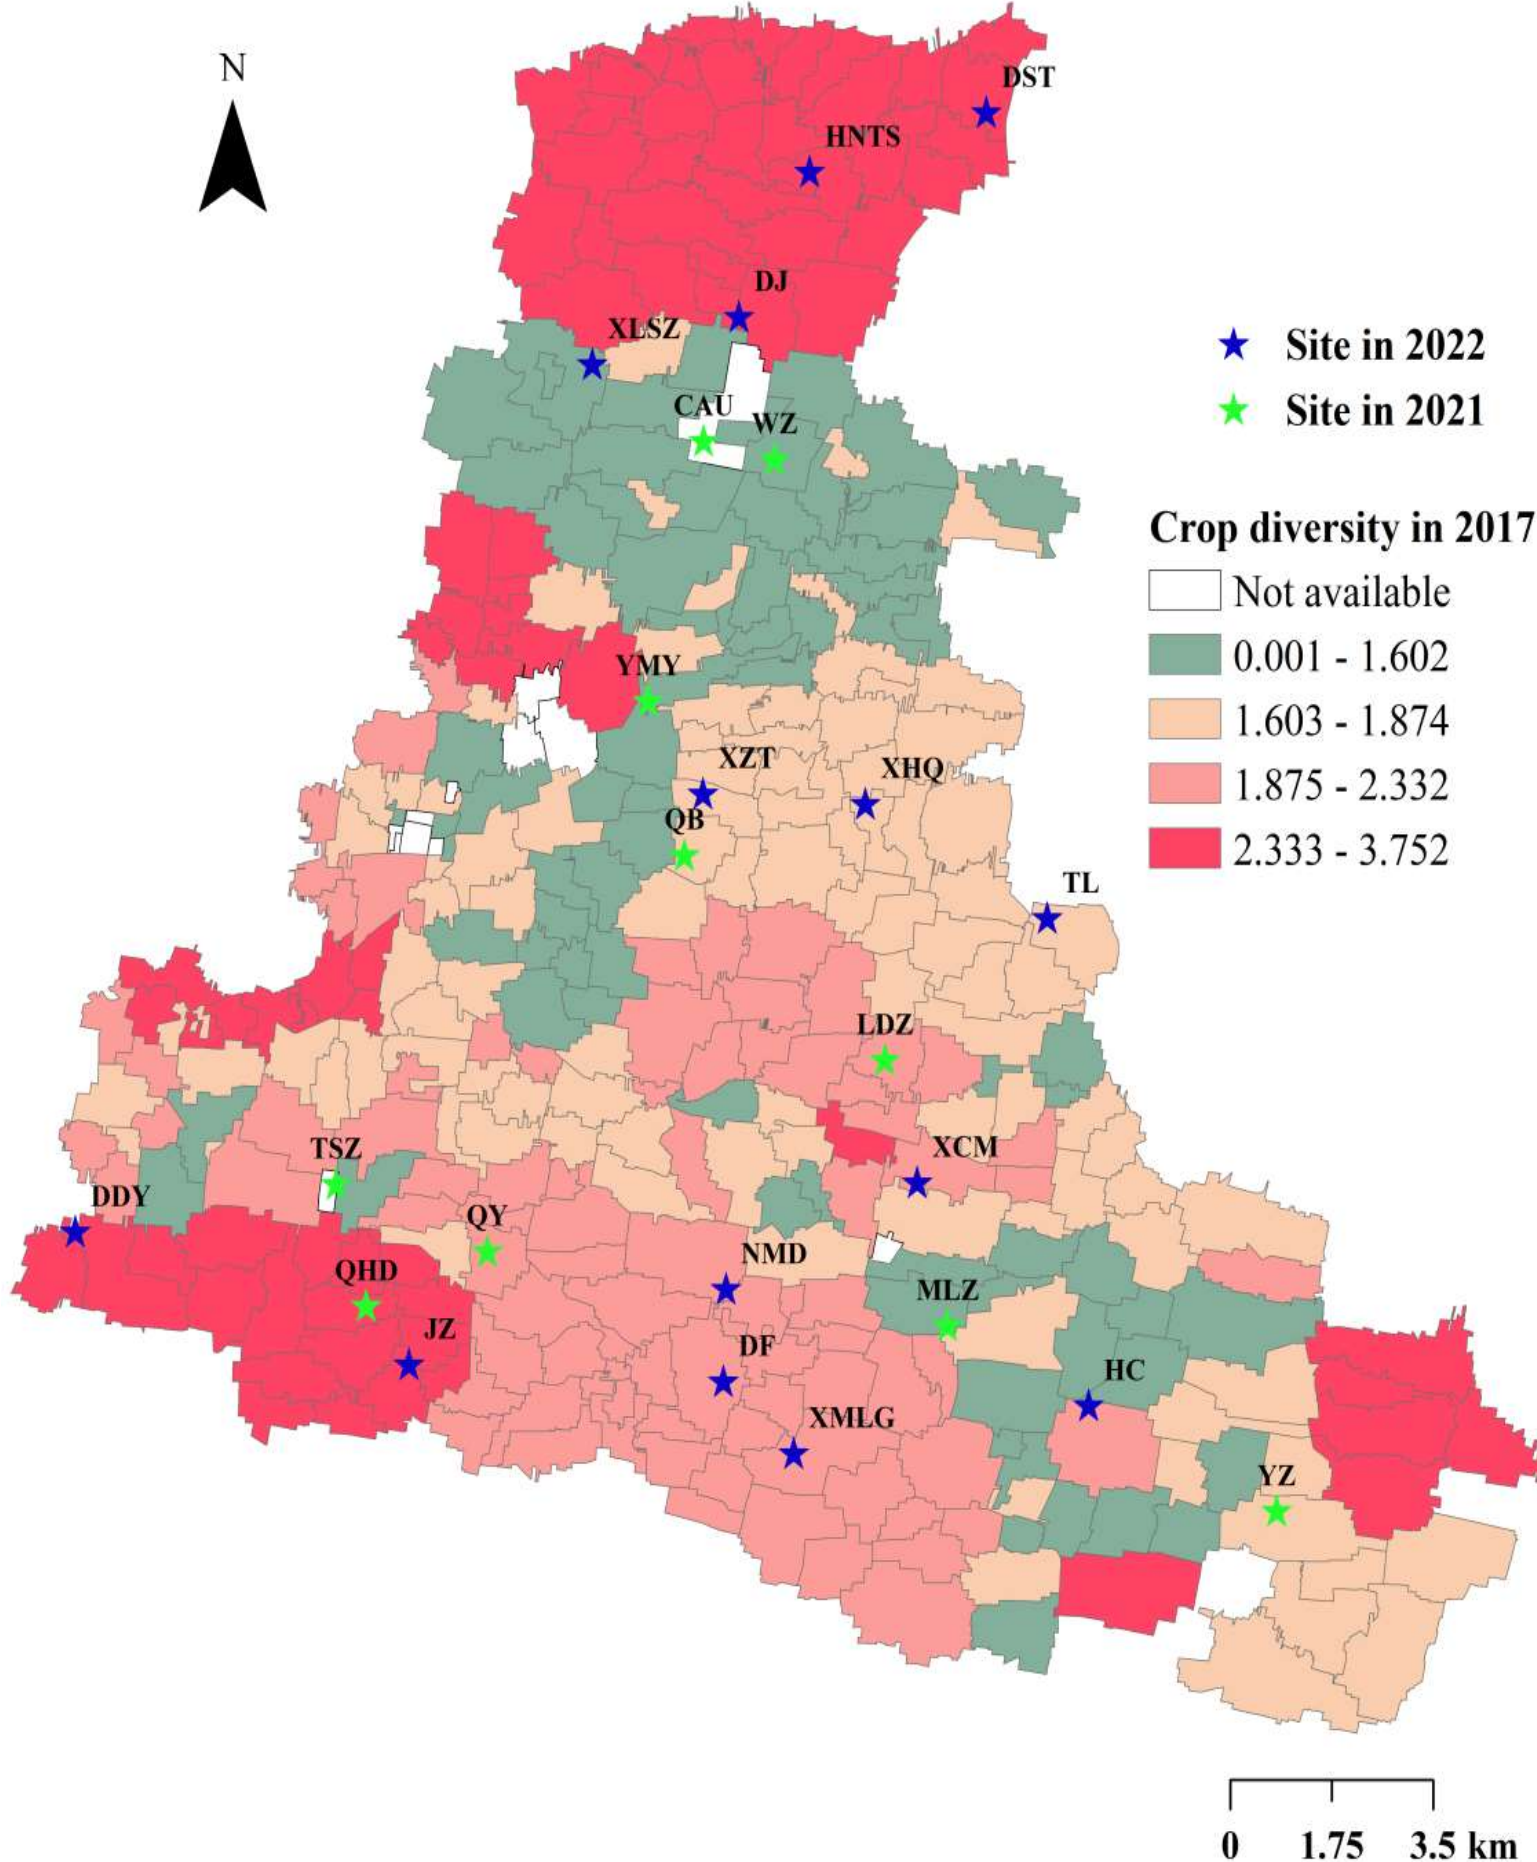 N
DST
HNTS
DJ
XLSZ
Site in 2022
CAU
WZ
Site in 2021
Crop diversity in 2017
Not available
0.001 - 1.602
YMY
1.603 - 1.874
XZT
XHQ
1.875 - 2.332
QB
2.333 - 3.752
TL
LDZ
TSZ
XCM
DDY
QY
NMD
QHD
MLZ
JZ
DF
HC
XMLG
YZ
0 1.75 3.5 km